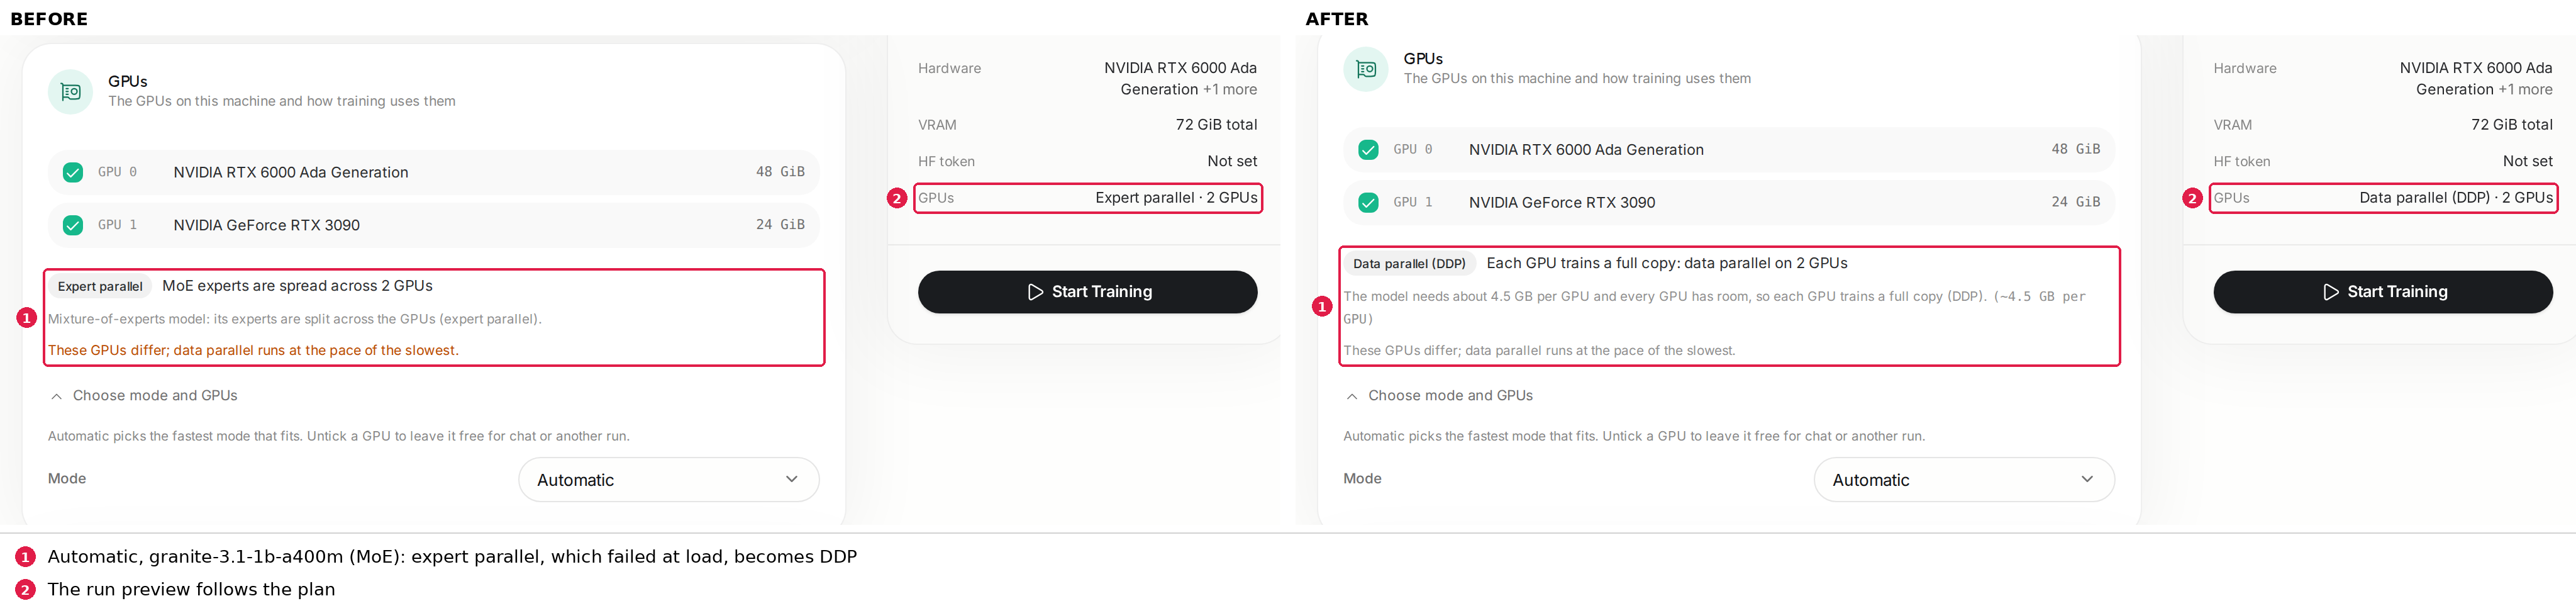 BEFORE
GPUs
The GPUs on this machine and how training uses them
GPU 0 NVIDIA RTX 6000 Ada Generation 48 GiB
GPU 1 NVIDIA GeForce RTX 3090 24 GiB
1
Expert parallel MoE experts are spread across 2 GPUs
Mixture-of-experts model: its experts are split across the GPUs (expert parallel).
These GPUs differ; data parallel runs at the pace of the slowest.
Choose mode and GPUs
Automatic picks the fastest mode that fits. Untick a GPU to leave it free for chat or another run.
Mode Automatic
Hardware NVIDIA RTX 6000 Ada
Generation +1 more
VRAM 72 GiB total
HF token Not set
2 GPUs Expert parallel · 2 GPUs
Start Training
AFTER
GPUs
The GPUs on this machine and how training uses them
GPU 0 NVIDIA RTX 6000 Ada Generation 48 GiB
GPU 1 NVIDIA GeForce RTX 3090 24 GiB
1
Data parallel (DDP) Each GPU trains a full copy: data parallel on 2 GPUs
The model needs about 4.5 GB per GPU and every GPU has room, so each GPU trains a full copy (DDP). (~4.5 GB per
GPU)
These GPUs differ; data parallel runs at the pace of the slowest.
Choose mode and GPUs
Automatic picks the fastest mode that fits. Untick a GPU to leave it free for chat or another run.
Mode Automatic
Hardware NVIDIA RTX 6000 Ada
Generation +1 more
VRAM 72 GiB total
HF token Not set
2 GPUs Data parallel (DDP) · 2 GPUs
Start Training
1 Automatic, granite-3.1-1b-a400m (MoE): expert parallel, which failed at load, becomes DDP
2 The run preview follows the plan